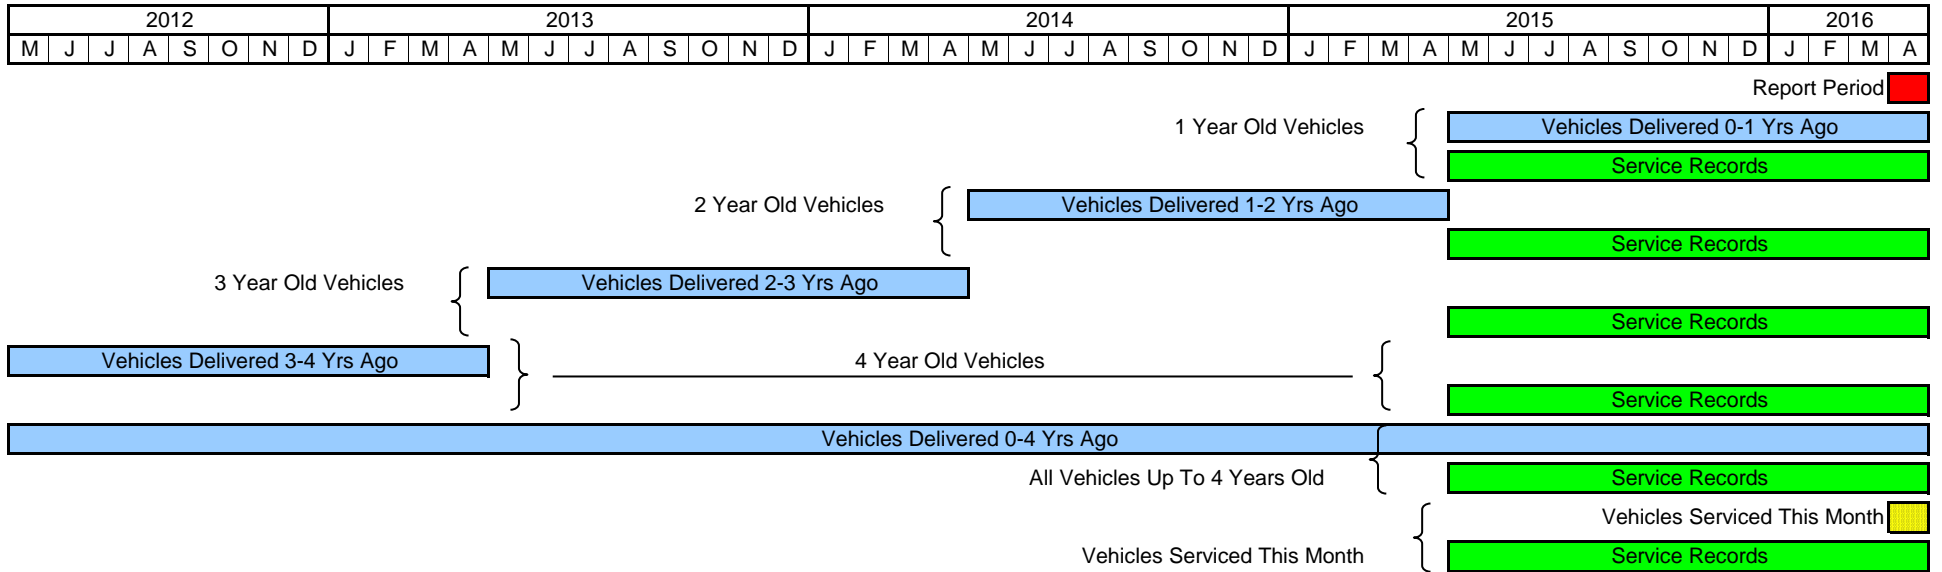 2012 2013 2014 2015 2016
M J J A S O N D J F M A M J J A S O N D J F M A M J J A S O N D J F M A M J J A S O N D J F M A
Report Period
1 Year Old Vehicles Vehicles Delivered 0-1 Yrs Ago
Service Records
2 Year Old Vehicles Vehicles Delivered 1-2 Yrs Ago
Service Records
3 Year Old Vehicles Vehicles Delivered 2-3 Yrs Ago
Service Records
Vehicles Delivered 3-4 Yrs Ago 4 Year Old Vehicles
Service Records
Vehicles Delivered 0-4 Yrs Ago
All Vehicles Up To 4 Years Old Service Records
Vehicles Serviced This Month
Vehicles Serviced This Month Service Records